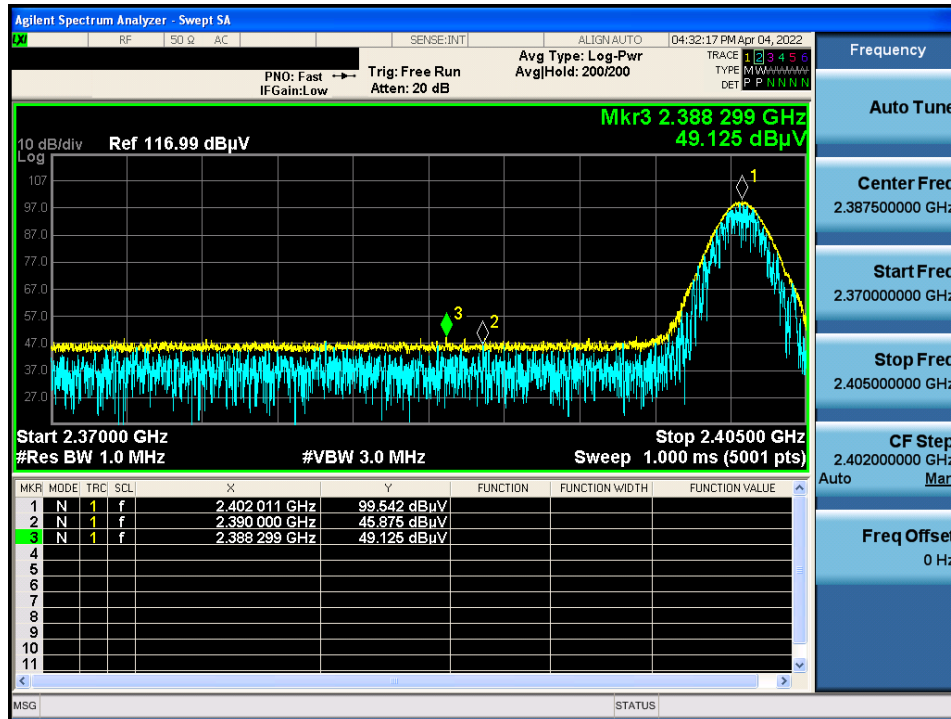 Agilent Spectrum Analyzer - Swept SA
LXI RF 50 Ω AC SENSE:INT ALIGN AUTO 04:32:17 PM Apr 04, 2022
Frequency
PNO: Fast Trig: Free Run Avg Type: Log-Pwr TRACE 1 2 3 4 5 6
IFGain:Low Atten: 20 dB Avg|Hold: 200/200 TYPE M W W W W W
DET P P N N N N
Auto Tune
Mkr3 2.388 299 GHz
49.125 dBµV
10 dB/div Ref 116.99 dBµV
Log
107
97.0
87.0
77.0
67.0
57.0
47.0
37.0
27.0
1
2
3
Start 2.37000 GHz Stop 2.40500 GHz
#Res BW 1.0 MHz #VBW 3.0 MHz Sweep 1.000 ms (5001 pts)
Center Freq
2.387500000 GHz
Start Freq
2.370000000 GHz
Stop Freq
2.405000000 GHz
CF Step
2.402000000 GHz
Auto Man
Freq Offset
0 Hz
MKR MODE TRC SCL X Y FUNCTION FUNCTION WIDTH FUNCTION VALUE
1 N 1 f 2.402 011 GHz 99.542 dBµV
2 N 1 f 2.390 000 GHz 45.875 dBµV
3 N 1 f 2.388 299 GHz 49.125 dBµV
4
5
6
7
8
9
10
11
MSG STATUS